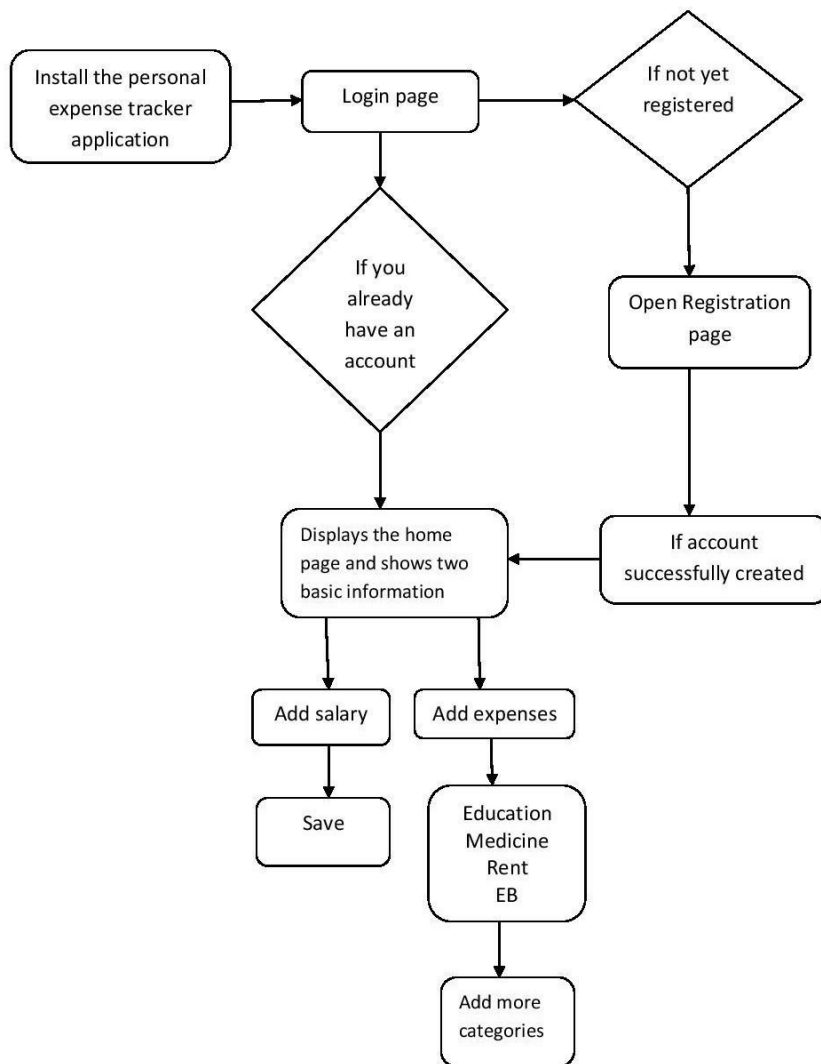 Install the personal
expense tracker
application
Login page
If not yet
registered
If you
already
have an
account
Open Registration
page
Displays the home
page and shows two
basic information
If account
successfully created
Add salary
Add expenses
Save
Education
Medicine
Rent
EB
Add more
categories